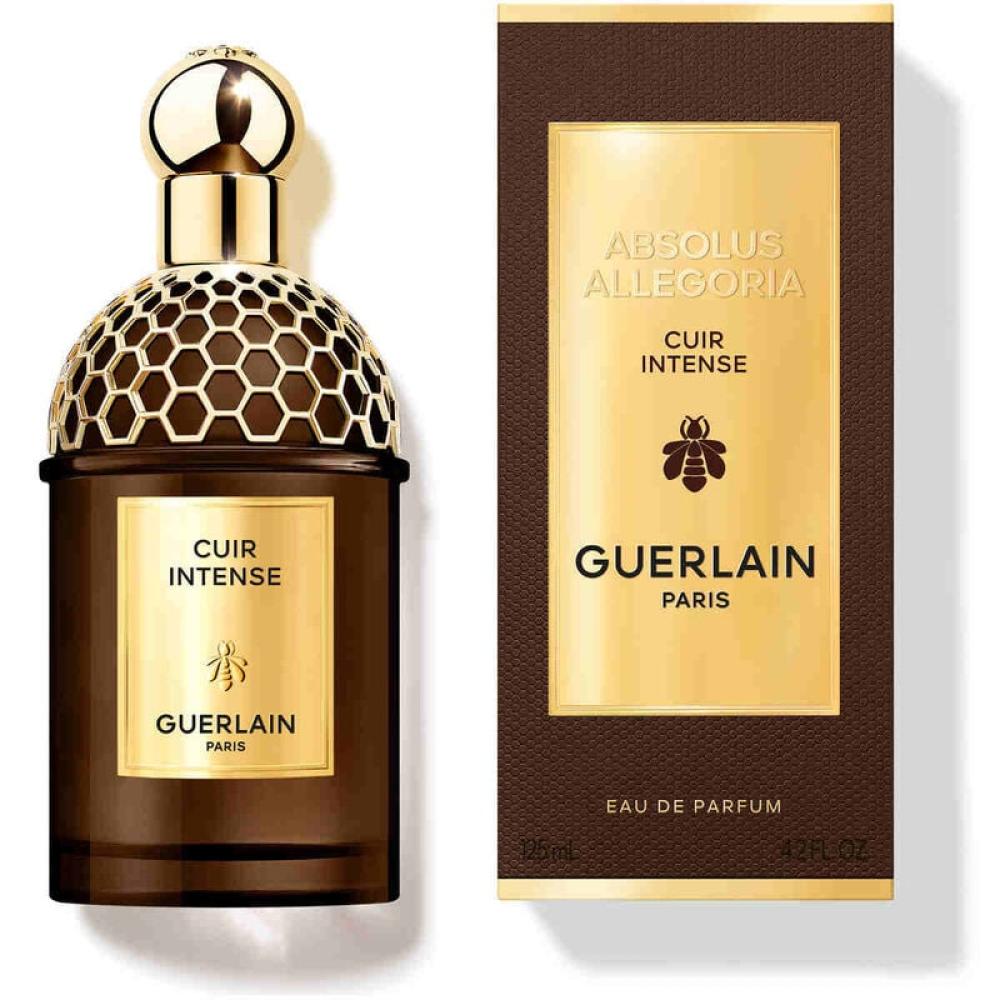 CUIR
INTENSE
GUERLAIN
PARIS
ABSOLUS
ALLEGORIA
CUIR
INTENSE
GUERLAIN
PARIS
EAU DE PARFUM
125 mL
4.2 FL. OZ.